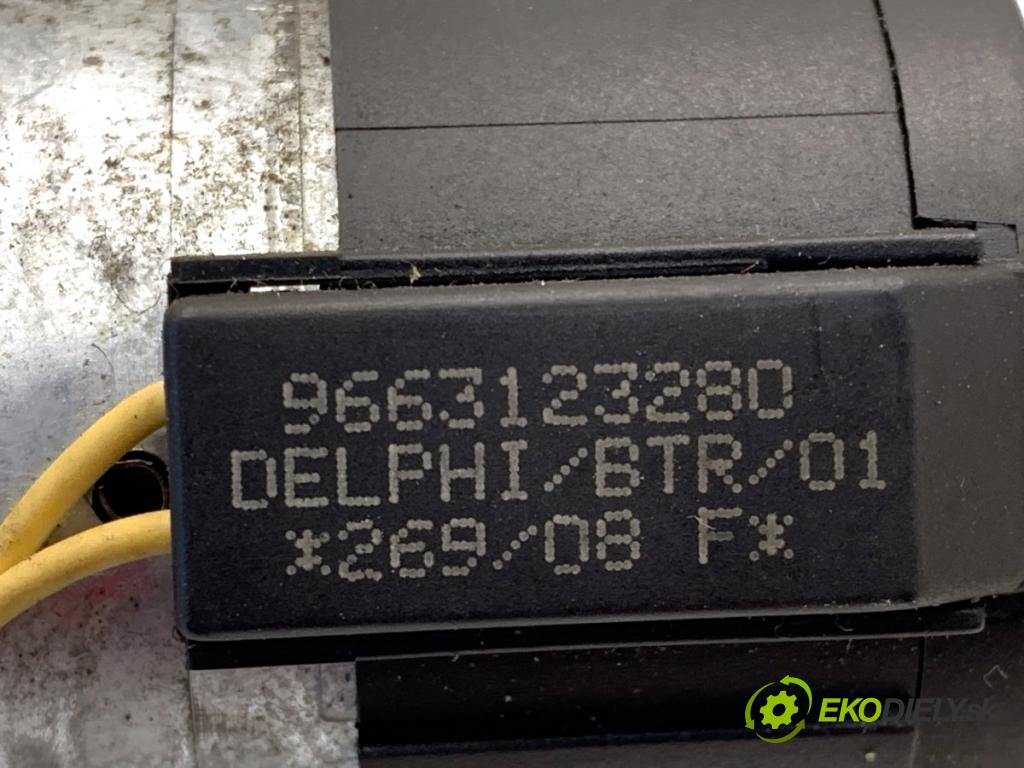 9663123280
DELPHI/BTR/01
*269/08 F*
EKODIELY.sk